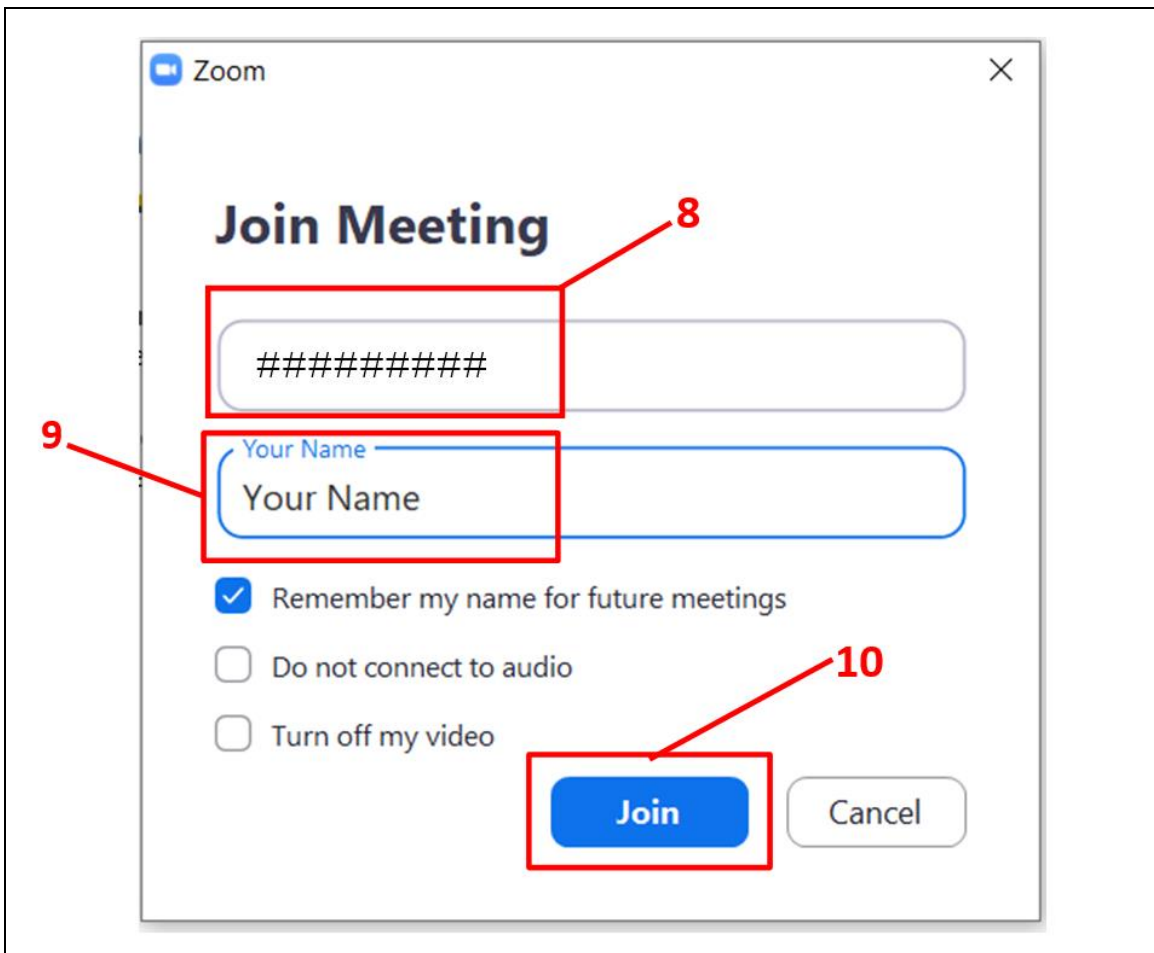 Zoom
Join Meeting
8
#########
9
Your Name
Your Name
Remember my name for future meetings
Do not connect to audio
10
Turn off my video
Join
Cancel